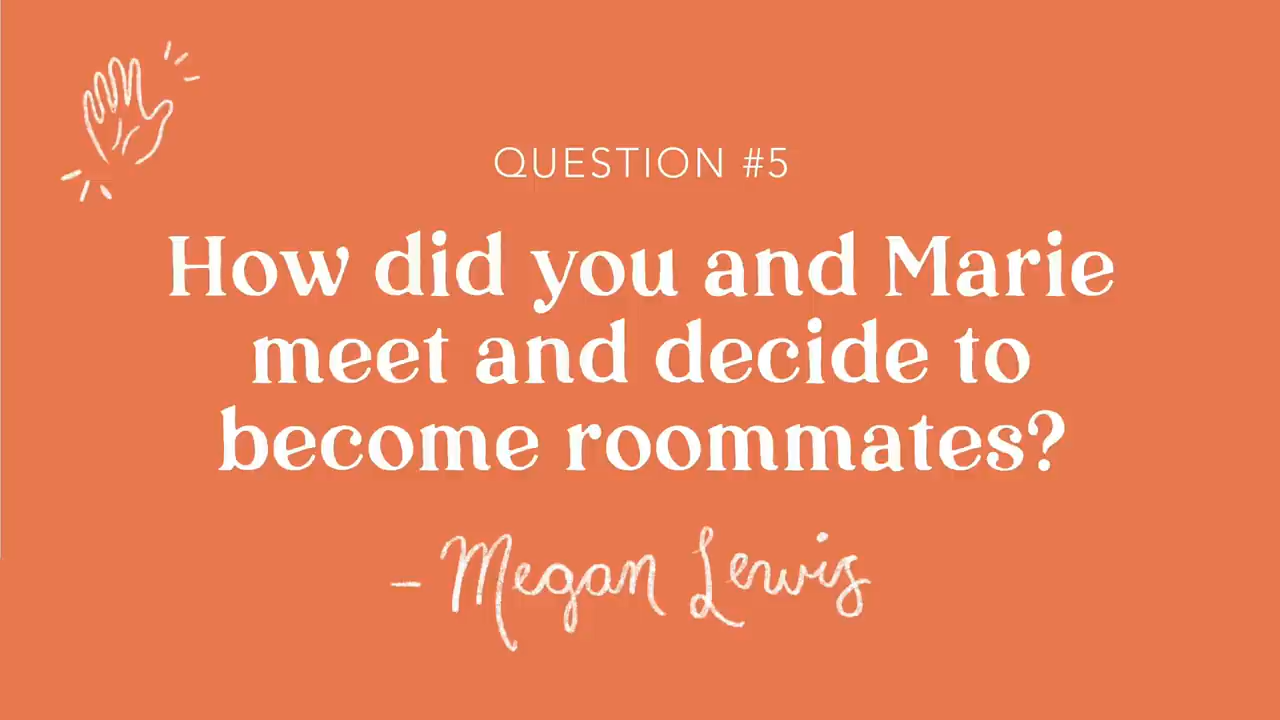 QUESTION #5
How did you and Marie
meet and decide to
become roommates?
- Megan Lewis